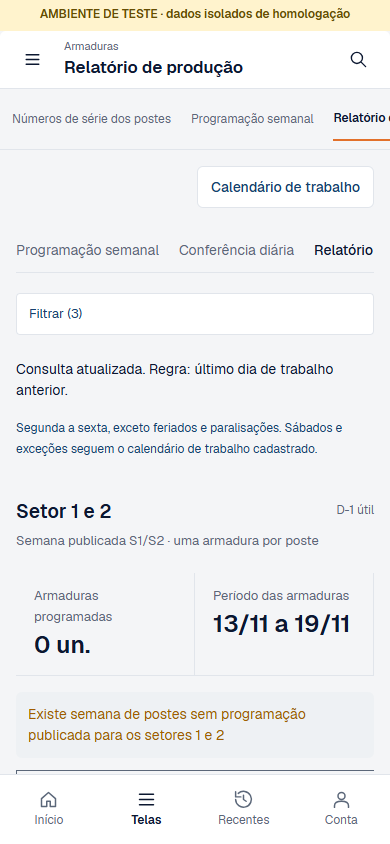 AMBIENTE DE TESTE · dados isolados de homologação
Armaduras
Relatório de produção
Números de série dos postes
Programação semanal
Relatório
Calendário de trabalho
Programação semanal
Conferência diária
Relatório
Filtrar (3)
Consulta atualizada. Regra: último dia de trabalho
anterior.
Segunda a sexta, exceto feriados e paralisações. Sábados e
exceções seguem o calendário de trabalho cadastrado.
Setor 1 e 2
D-1 útil
Semana publicada S1/S2 · uma armadura por poste
Armaduras
programadas
0 un.
Período das armaduras
13/11 a 19/11
Existe semana de postes sem programação
publicada para os setores 1 e 2
Início
Telas
Recentes
Conta